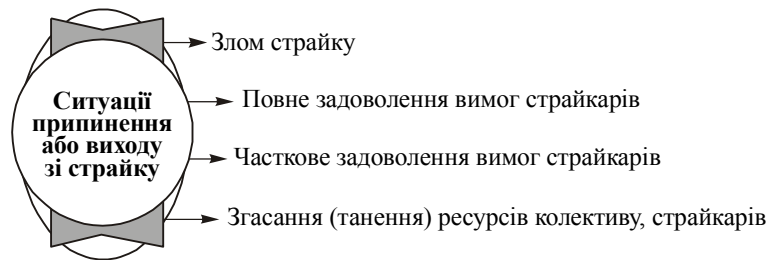 Злом страйку
Ситуації
припинення
або виходу
зі страйку
Повне задоволення вимог страйкарів
Часткове задоволення вимог страйкарів
Згасання (танення) ресурсів колективу, страйкарів